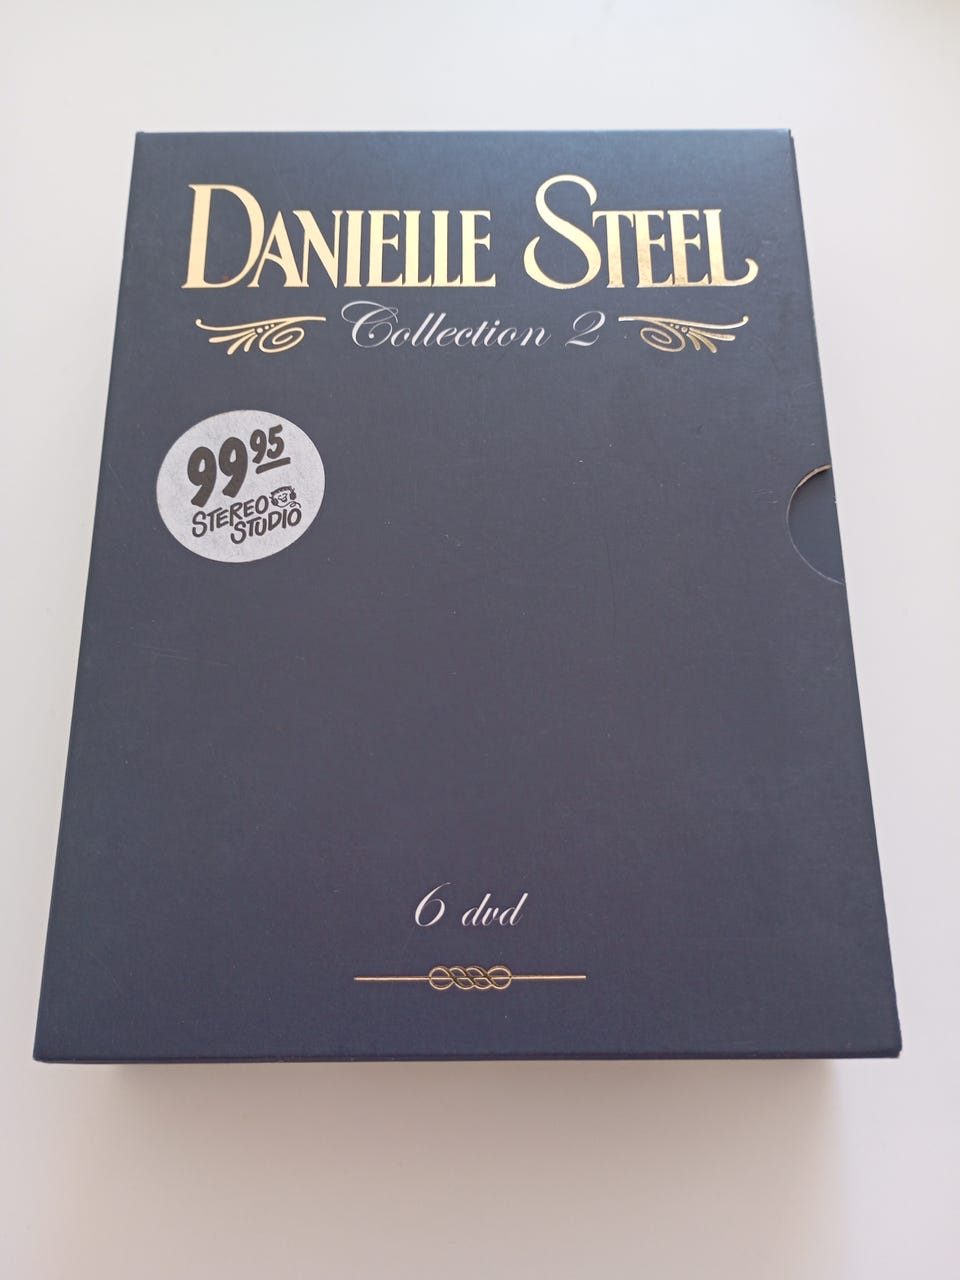 DANIELLE STEEL
Collection 2
99 95
STEREO
STUDIO
6 dvd